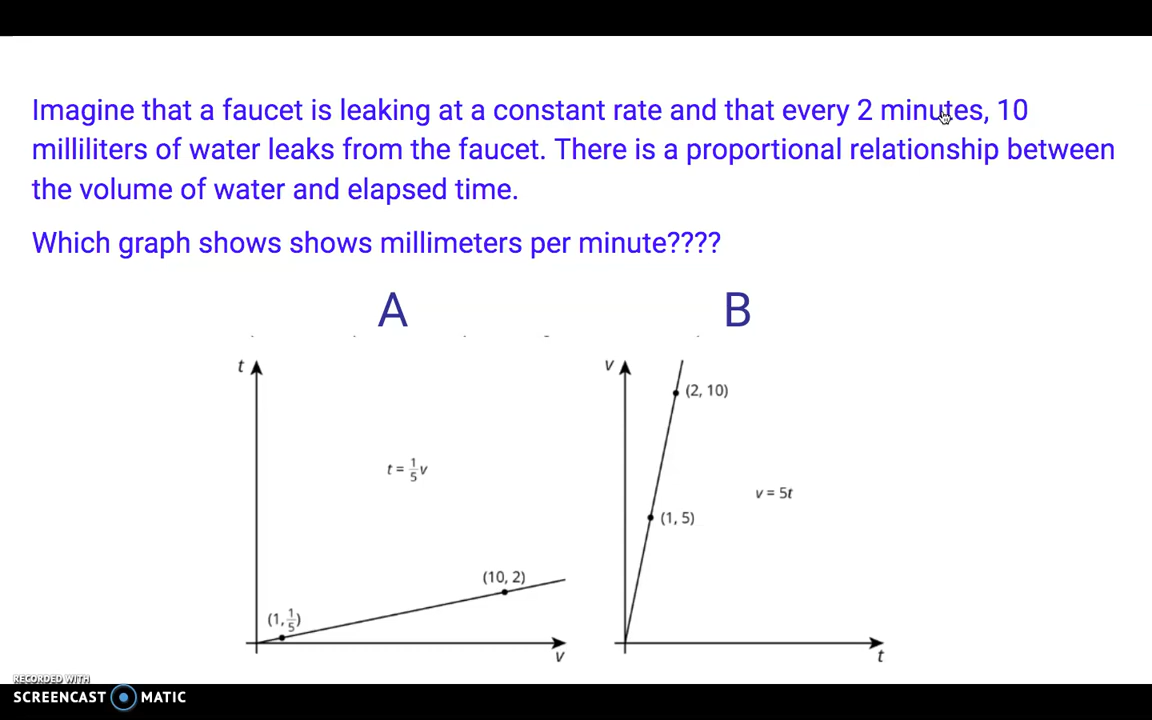 Imagine that a faucet is leaking at a constant rate and that every 2 minutes, 10
milliliters of water leaks from the faucet. There is a proportional relationship between
the volume of water and elapsed time.
Which graph shows shows millimeters per minute????
A
B
t
t = 1/5 v
(10, 2)
(1, 1/5)
v
v
(2, 10)
v = 5t
(1, 5)
t
RECORDED WITH
SCREENCAST MATIC